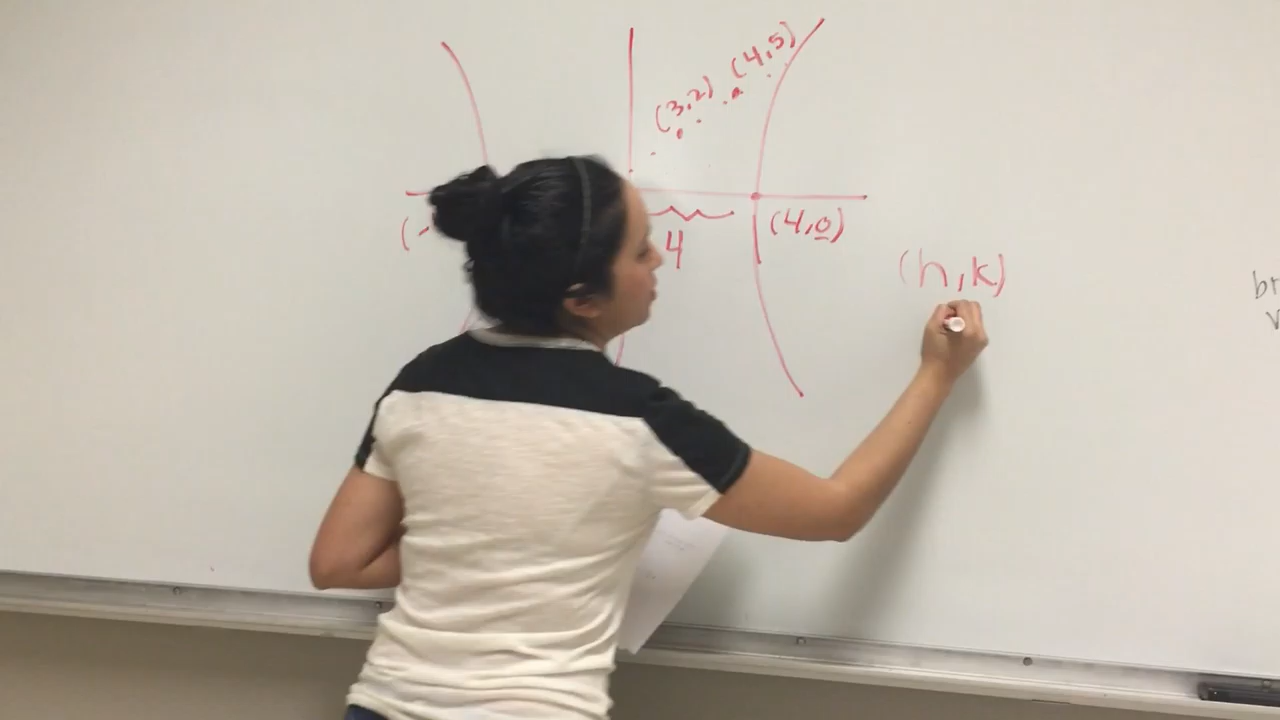 (4,5)
(3,2)
(4,0)
4
(h,k)